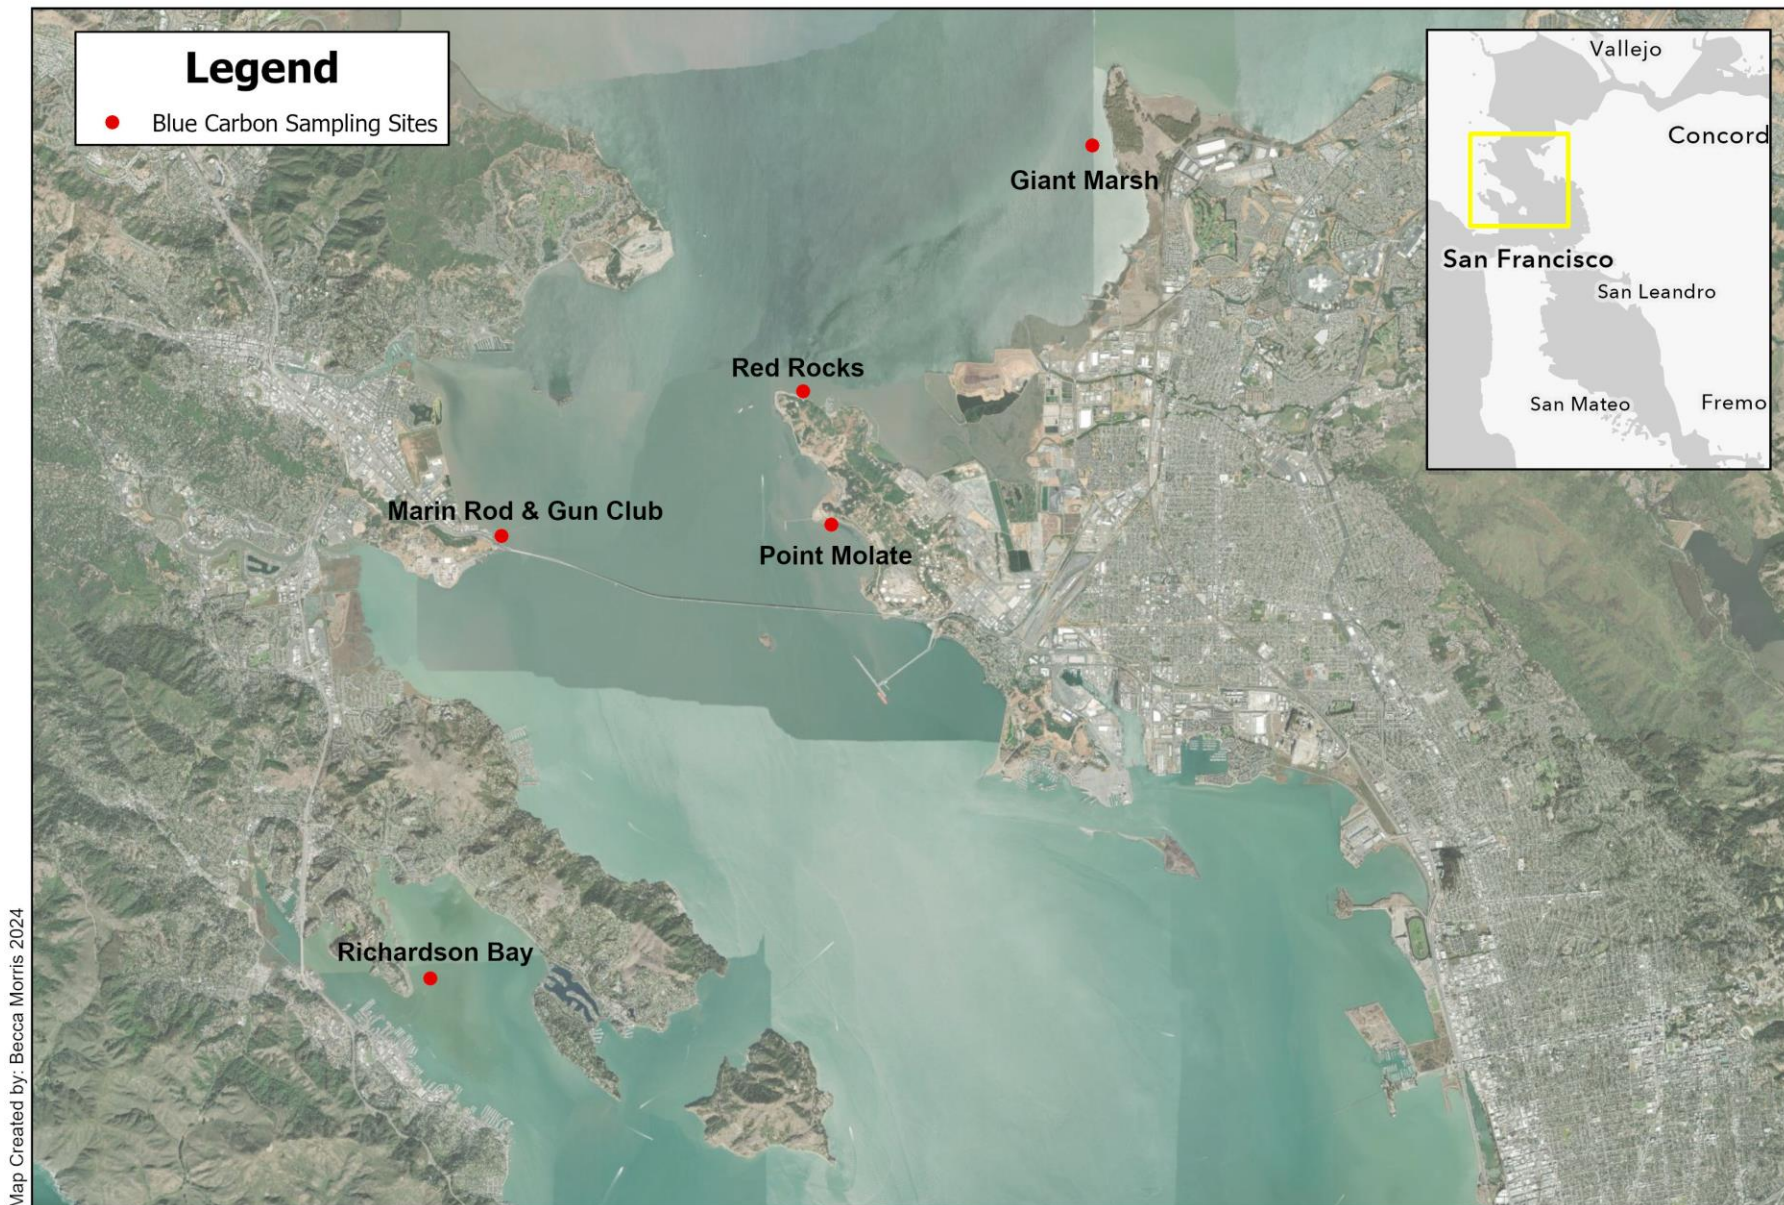 Legend
Blue Carbon Sampling Sites
Vallejo
Concord
San Francisco
San Leandro
San Mateo
Fremo
Giant Marsh
Red Rocks
Marin Rod & Gun Club
Point Molate
Richardson Bay
Map Created by: Becca Morris 2024